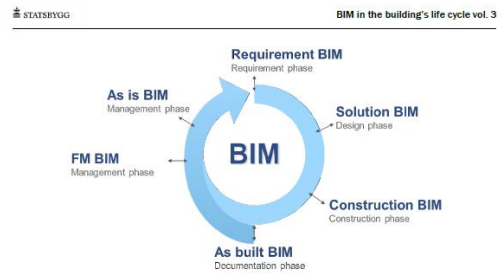 STATSBYGG
BIM in the building's life cycle vol. 3
Requirement BIM
Requirement phase
As is BIM
Management phase
Solution BIM
Design phase
BIM
FM BIM
Management phase
Construction BIM
Construction phase
As built BIM
Documentation phase